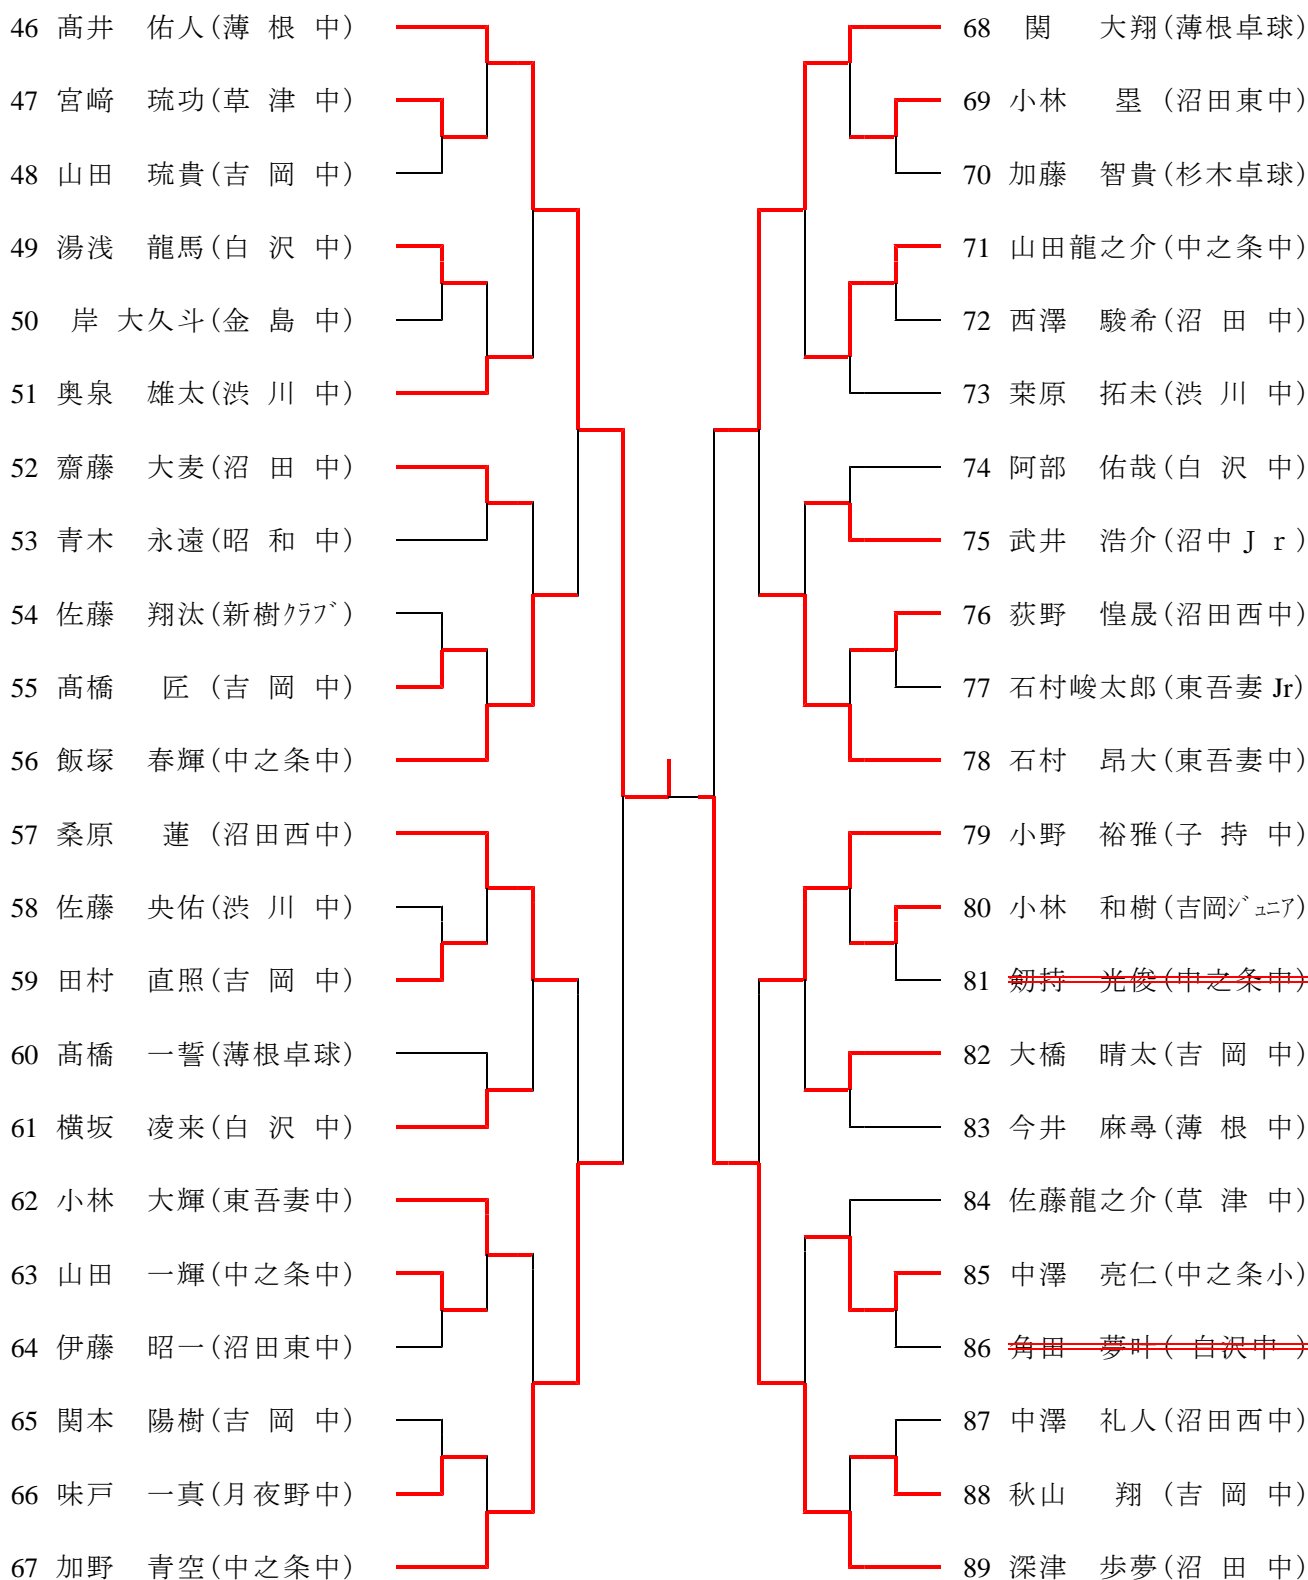 46 髙井 佑人(薄 根 中)
47 宮﨑 琉功(草 津 中)
48 山田 琉貴(吉 岡 中)
49 湯浅 龍馬(白 沢 中)
50 岸 大久斗(金 島 中)
51 奥泉 雄太(渋 川 中)
52 齋藤 大麦(沼 田 中)
53 青木 永遠(昭 和 中)
54 佐藤 翔汰(新樹ｸﾗﾌﾞ)
55 髙橋 匠 (吉 岡 中)
56 飯塚 春輝(中之条中)
57 桑原 蓮 (沼田西中)
58 佐藤 央佑(渋 川 中)
59 田村 直照(吉 岡 中)
60 髙橋 一誓(薄根卓球)
61 横坂 凌来(白 沢 中)
62 小林 大輝(東吾妻中)
63 山田 一輝(中之条中)
64 伊藤 昭一(沼田東中)
65 関本 陽樹(吉 岡 中)
66 味戸 一真(月夜野中)
67 加野 青空(中之条中)
68 関 大翔(薄根卓球)
69 小林 塁 (沼田東中)
70 加藤 智貴(杉木卓球)
71 山田龍之介(中之条中)
72 西澤 駿希(沼 田 中)
73 桒原 拓未(渋 川 中)
74 阿部 佑哉(白 沢 中)
75 武井 浩介(沼中Ｊｒ)
76 荻野 惶晟(沼田西中)
77 石村峻太郎(東吾妻Jr)
78 石村 昂大(東吾妻中)
79 小野 裕雅(子 持 中)
80 小林 和樹(吉岡ｼﾞｭﾆｱ)
81 剱持 光俊(中之条中)
82 大橋 晴太(吉 岡 中)
83 今井 麻尋(薄 根 中)
84 佐藤龍之介(草 津 中)
85 中澤 亮仁(中之条小)
86 角田 夢叶( 白沢中 )
87 中澤 礼人(沼田西中)
88 秋山 翔 (吉 岡 中)
89 深津 歩夢(沼 田 中)